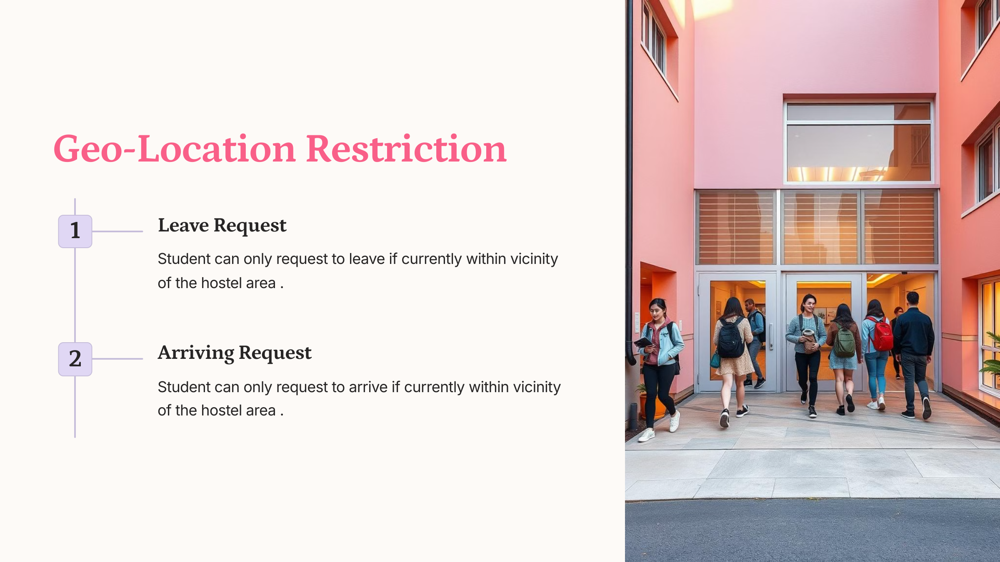 Geo-Location Restriction
1
Leave Request
Student can only request to leave if currently within vicinity
of the hostel area .
2
Arriving Request
Student can only request to arrive if currently within vicinity
of the hostel area .